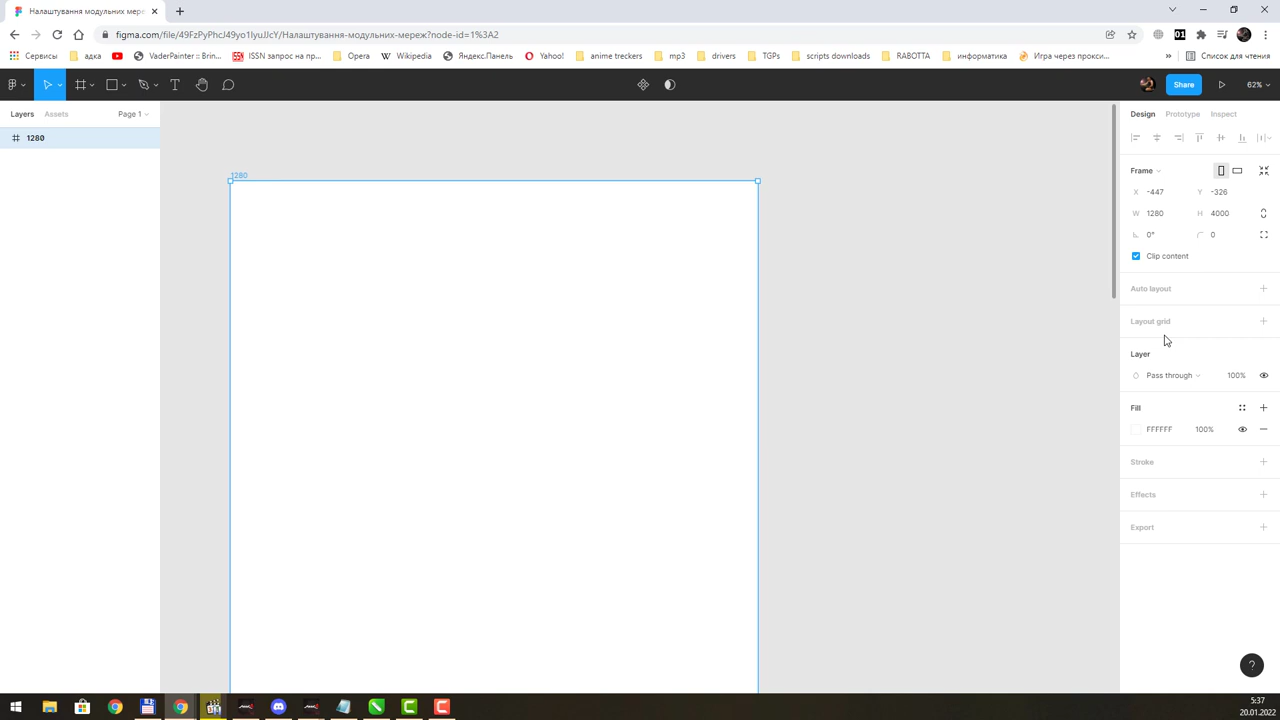 Налаштування модульних мереж
figma.com/file/49FzPyPhcJ49yo1IyuJJcY/Налаштування-модульних-мереж?node-id=1%3A2
Сервисы
адка
VaderPainter :: Brin...
ISSN запрос на пр...
Opera
Wikipedia
Яндекс.Панель
Yahoo!
anime treckers
mp3
drivers
TGPs
scripts downloads
RABOTTA
информатика
Игра через прокси...
»
Список для чтения
Share
62%
Layers
Assets
Page 1
Design
Prototype
Inspect
1280
1280
Frame
X -447
Y -326
W 1280
H 4000
0°
0
Clip content
Auto layout
Layout grid
Layer
Pass through
100%
Fill
FFFFFF
100%
Stroke
Effects
Export
?
5:37
20.01.2022